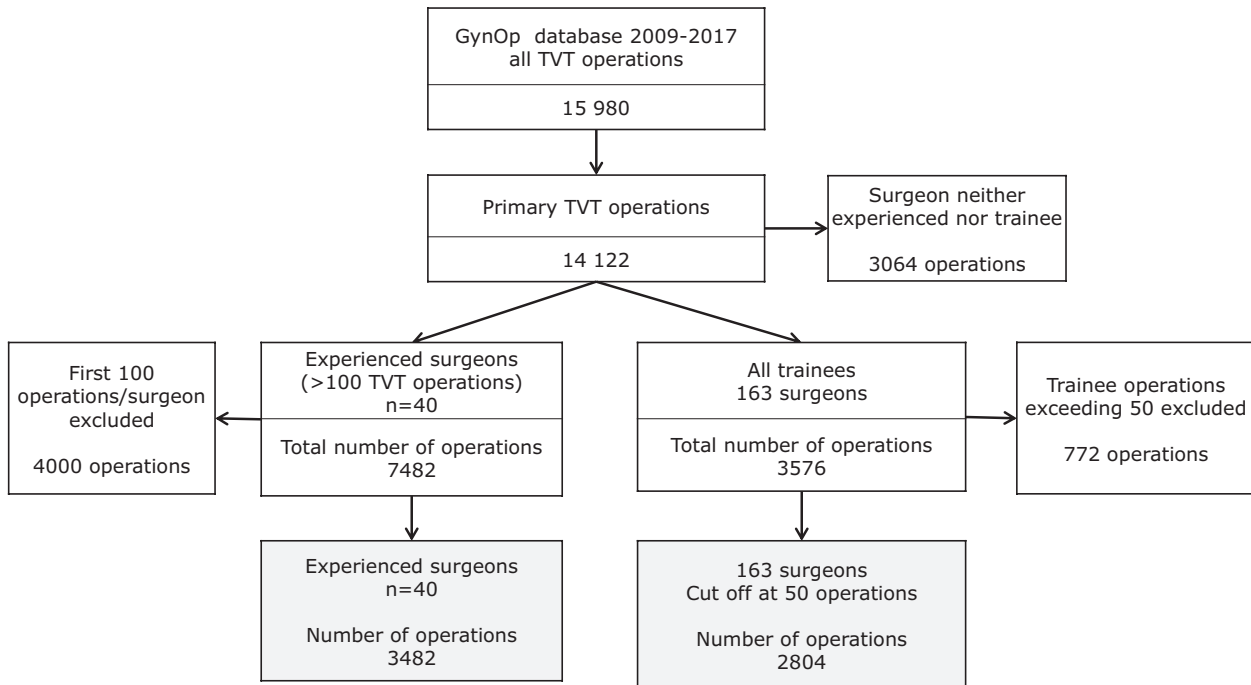 GynOp database 2009-2017
all TVT operations
15 980
Primary TVT operations
14 122
Surgeon neither
experienced nor trainee
3064 operations
First 100
operations/surgeon
excluded
4000 operations
Experienced surgeons
(>100 TVT operations)
n=40
Total number of operations
7482
All trainees
163 surgeons
Total number of operations
3576
Trainee operations
exceeding 50 excluded
772 operations
Experienced surgeons
n=40
Number of operations
3482
163 surgeons
Cut off at 50 operations
Number of operations
2804